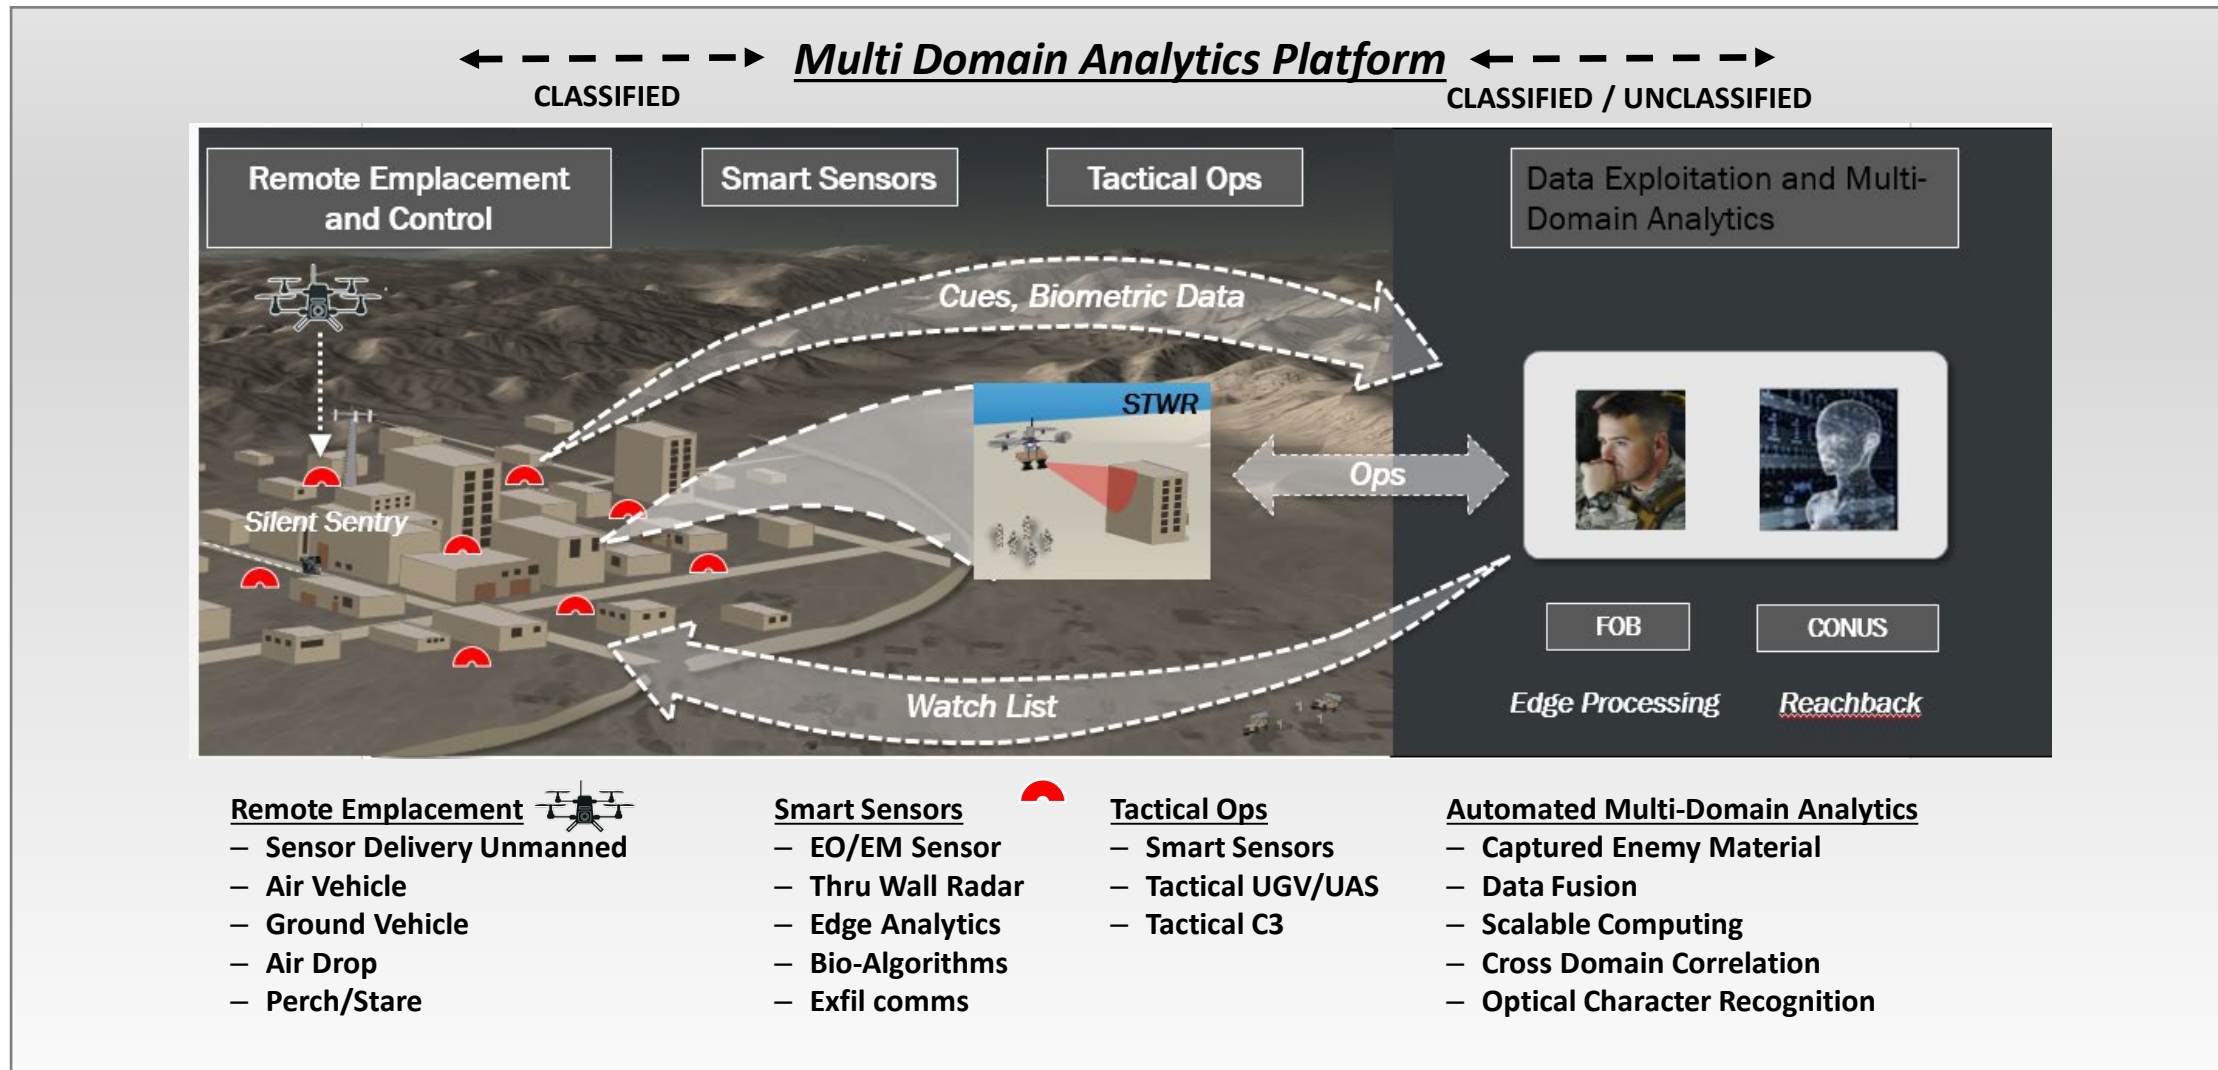 Multi Domain Analytics Platform
CLASSIFIED
CLASSIFIED / UNCLASSIFIED
Remote Emplacement
and Control
Smart Sensors
Tactical Ops
Data Exploitation and Multi-
Domain Analytics
Cues, Biometric Data
STWR
Ops
Silent Sentry
Watch List
FOB
CONUS
Edge Processing
Reachback
Remote Emplacement
– Sensor Delivery Unmanned
– Air Vehicle
– Ground Vehicle
– Air Drop
– Perch/Stare
Smart Sensors
– EO/EM Sensor
– Thru Wall Radar
– Edge Analytics
– Bio-Algorithms
– Exfil comms
Tactical Ops
– Smart Sensors
– Tactical UGV/UAS
– Tactical C3
Automated Multi-Domain Analytics
– Captured Enemy Material
– Data Fusion
– Scalable Computing
– Cross Domain Correlation
– Optical Character Recognition